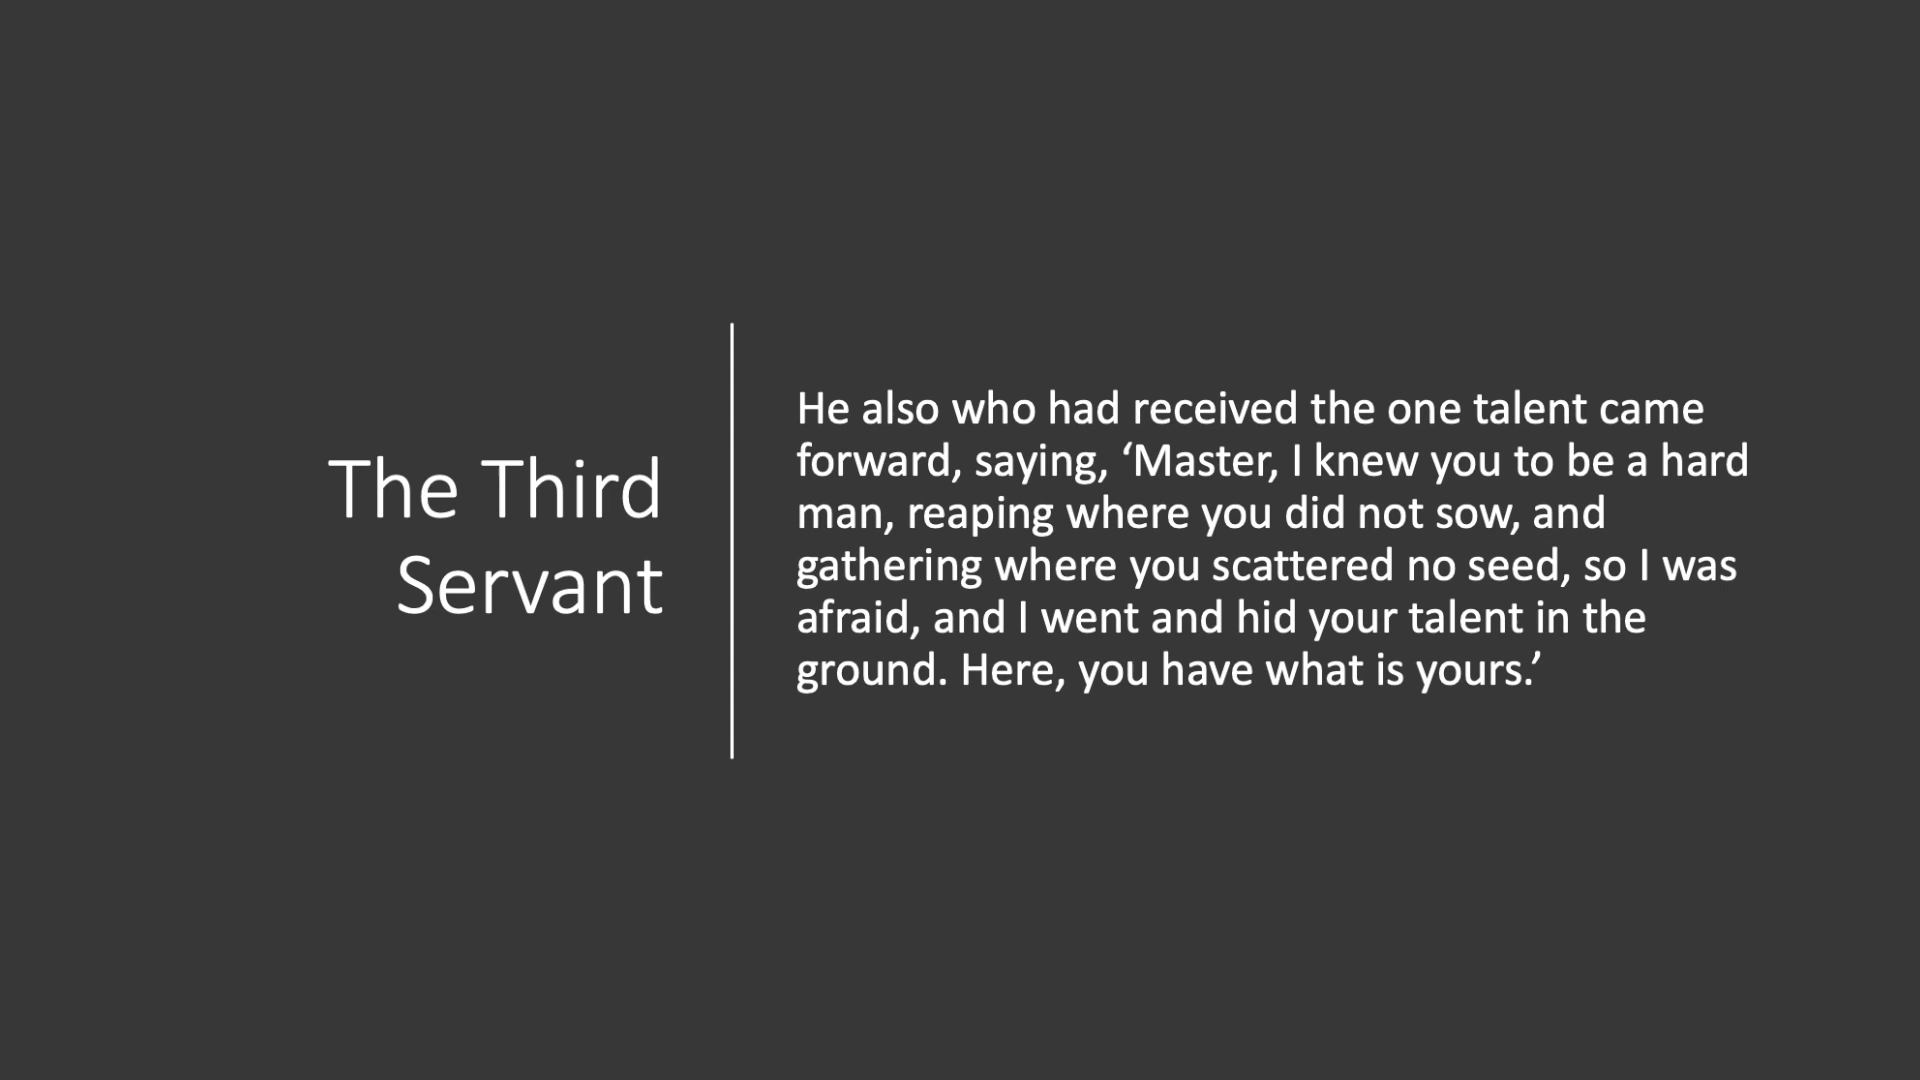 The Third
Servant
He also who had received the one talent came
forward, saying, ‘Master, I knew you to be a hard
man, reaping where you did not sow, and
gathering where you scattered no seed, so I was
afraid, and I went and hid your talent in the
ground. Here, you have what is yours.’